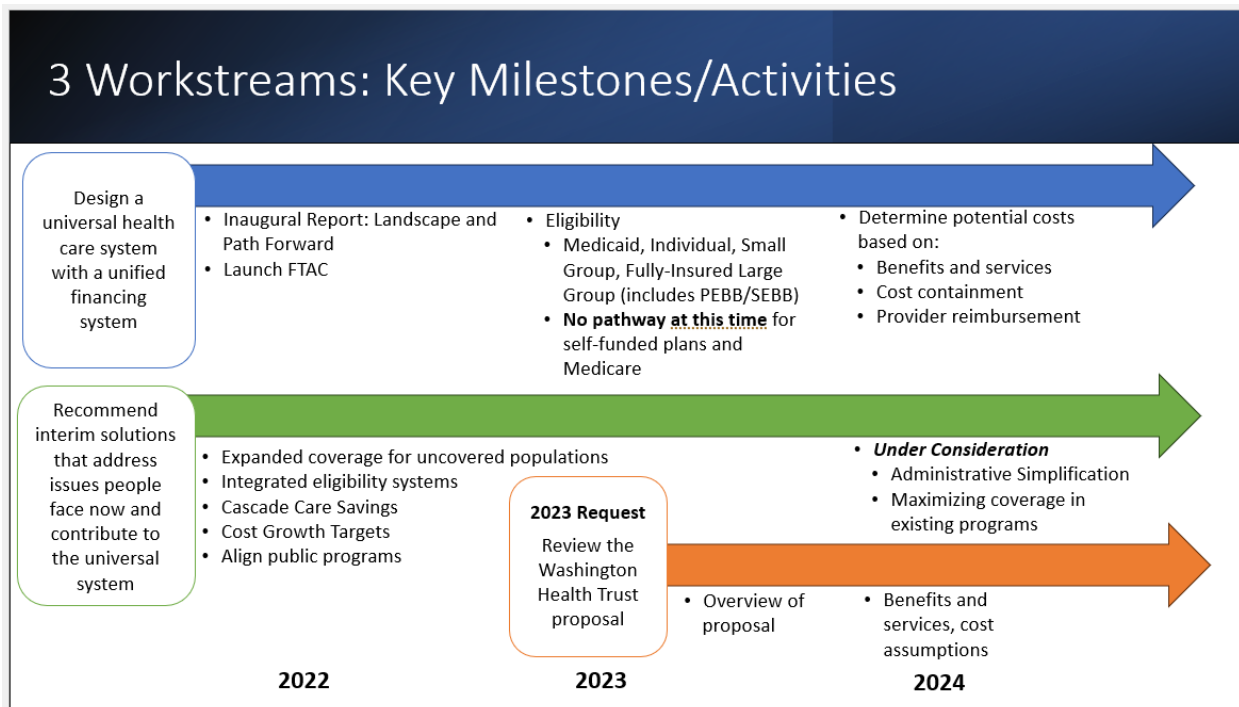 3 Workstreams: Key Milestones/Activities
Design a
universal health
care system
with a unified
financing
system
• Inaugural Report: Landscape and
Path Forward
• Launch FTAC
• Eligibility
• Medicaid, Individual, Small
Group, Fully-Insured Large
Group (includes PEBB/SEBB)
• No pathway at this time for
self-funded plans and
Medicare
• Determine potential costs
based on:
• Benefits and services
• Cost containment
• Provider reimbursement
Recommend
interim solutions
that address
issues people
face now and
contribute to
the universal
system
• Expanded coverage for uncovered populations
• Integrated eligibility systems
• Cascade Care Savings
• Cost Growth Targets
• Align public programs
• Under Consideration
• Administrative Simplification
• Maximizing coverage in
existing programs
2023 Request
Review the
Washington
Health Trust
proposal
• Overview of
proposal
• Benefits and
services, cost
assumptions
2022
2023
2024